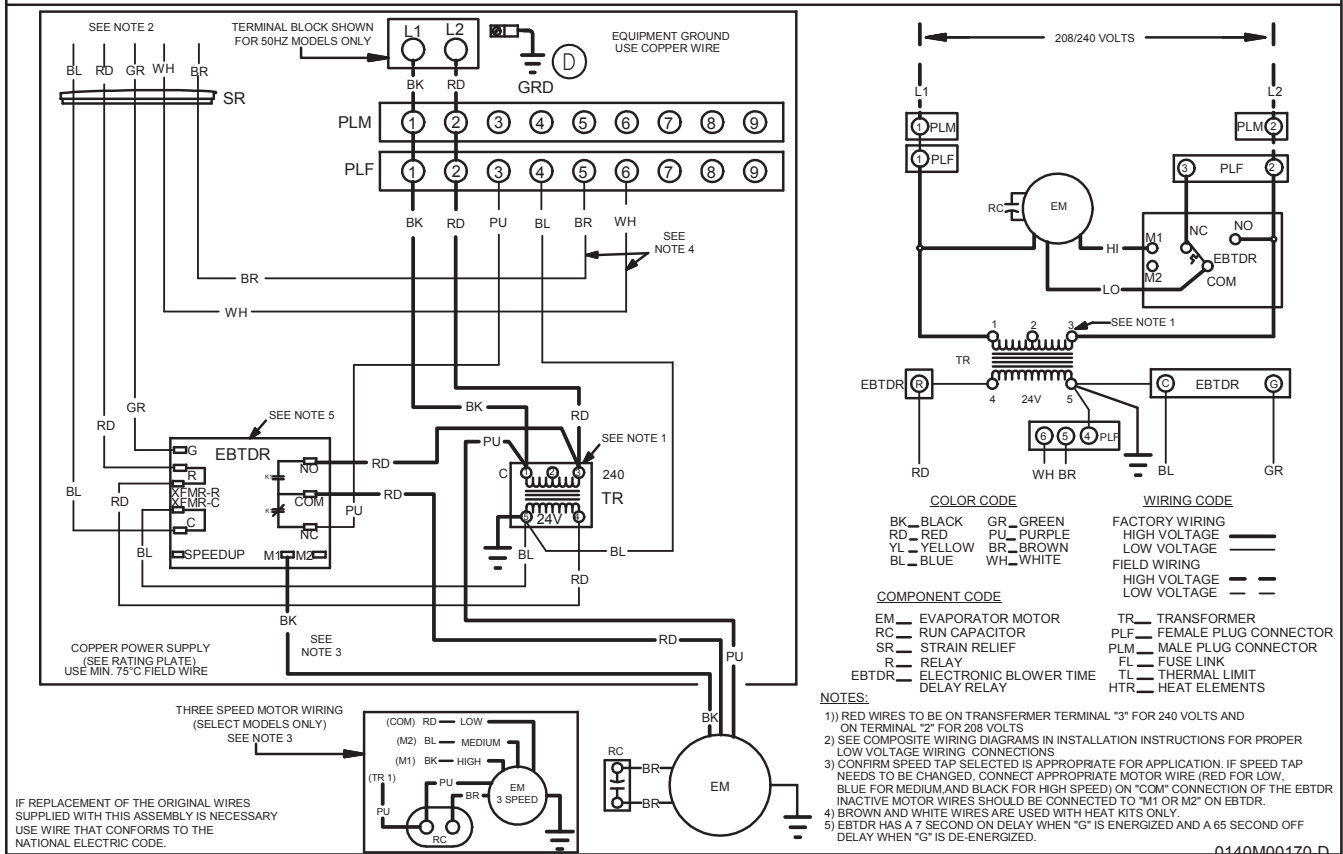 SEE NOTE 2
TERMINAL BLOCK SHOWN
FOR 50HZ MODELS ONLY
L1 L2
EQUIPMENT GROUND
USE COPPER WIRE
D
GRD
BL RD GR WH BR
SR
BK RD
PLM 1 2 3 4 5 6 7 8 9
PLF 1 2 3 4 5 6 7 8 9
BK RD PU BL BR WH
SEE
NOTE 4
BR
WH
GR
RD
BL
RD
BL
SEE NOTE 5
EBTDR
G
R
XFMR-R
XFMR-C
C
SPEEDUP
NO
COM
NC
M1 M2
RD
RD
PU
BK
PU
RD
SEE NOTE 1
C 1 2 3 240
TR
24V
5 4
BL
BL
RD
BK
SEE
NOTE 3
RD
PU
BK
COPPER POWER SUPPLY
(SEE RATING PLATE)
USE MIN. 75°C FIELD WIRE
THREE SPEED MOTOR WIRING
(SELECT MODELS ONLY)
SEE NOTE 3
(COM) RD LOW
(M2) BL MEDIUM
(M1) BK HIGH
(TR 1)
PU
PU
BR
EM
3 SPEED
RC
RC
BR
BR
EM
IF REPLACEMENT OF THE ORIGINAL WIRES
SUPPLIED WITH THIS ASSEMBLY IS NECESSARY
USE WIRE THAT CONFORMS TO THE
NATIONAL ELECTRIC CODE.
208/240 VOLTS
L1 L2
1 PLM
PLM 2
1 PLF
3 PLF 2
RC
EM
HI
LO
M1
M2
NC
NO
EBTDR
COM
1 2 3
SEE NOTE 1
TR
4 24V 5
EBTDR R
C EBTDR G
6 5 4 PLF
WH BR
RD
BL
GR
COLOR CODE
BK BLACK GR GREEN
RD RED PU PURPLE
YL YELLOW BR BROWN
BL BLUE WH WHITE
WIRING CODE
FACTORY WIRING
HIGH VOLTAGE
LOW VOLTAGE
FIELD WIRING
HIGH VOLTAGE
LOW VOLTAGE
COMPONENT CODE
EM EVAPORATOR MOTOR
RC RUN CAPACITOR
SR STRAIN RELIEF
R RELAY
EBTDR ELECTRONIC BLOWER TIME
DELAY RELAY
TR TRANSFORMER
PLF FEMALE PLUG CONNECTOR
PLM MALE PLUG CONNECTOR
FL FUSE LINK
TL THERMAL LIMIT
HTR HEAT ELEMENTS
NOTES:
1)) RED WIRES TO BE ON TRANSFERMER TERMINAL "3" FOR 240 VOLTS AND
ON TERMINAL "2" FOR 208 VOLTS
2) SEE COMPOSITE WIRING DIAGRAMS IN INSTALLATION INSTRUCTIONS FOR PROPER
LOW VOLTAGE WIRING CONNECTIONS
3) CONFIRM SPEED TAP SELECTED IS APPROPRIATE FOR APPLICATION. IF SPEED TAP
NEEDS TO BE CHANGED, CONNECT APPROPRIATE MOTOR WIRE (RED FOR LOW,
BLUE FOR MEDIUM,AND BLACK FOR HIGH SPEED) ON "COM" CONNECTION OF THE EBTDR
INACTIVE MOTOR WIRES SHOULD BE CONNECTED TO "M1 OR M2" ON EBTDR.
4) BROWN AND WHITE WIRES ARE USED WITH HEAT KITS ONLY.
5) EBTDR HAS A 7 SECOND ON DELAY WHEN "G" IS ENERGIZED AND A 65 SECOND OFF
DELAY WHEN "G" IS DE-ENERGIZED.
0140M00170-D